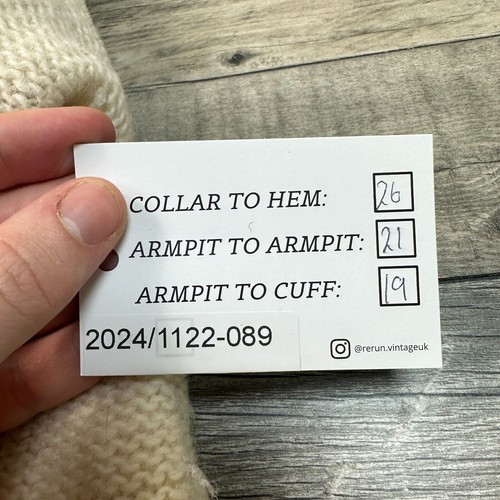 COLLAR TO HEM: 26
ARMPIT TO ARMPIT: 21
ARMPIT TO CUFF: 19
2024/1122-089
@rerun.vintageuk